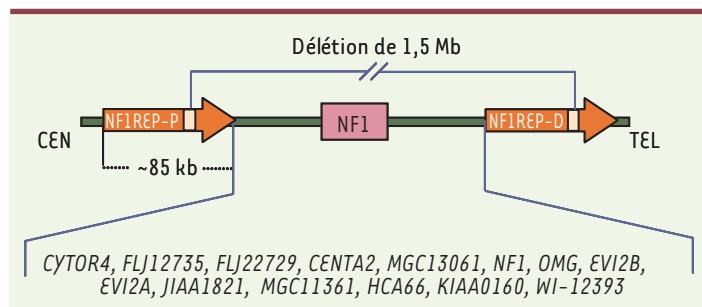 Délétion de 1,5 Mb
NF1REP-P
NF1
NF1REP-D
CEN
TEL
~85 kb
CYTOR4, FLJ12735, FLJ22729, CENTA2, MGC13061, NF1, OMG, EVI2B,
EVI2A, JIAA1821, MGC11361, HCA66, KIAA0160, WI-12393